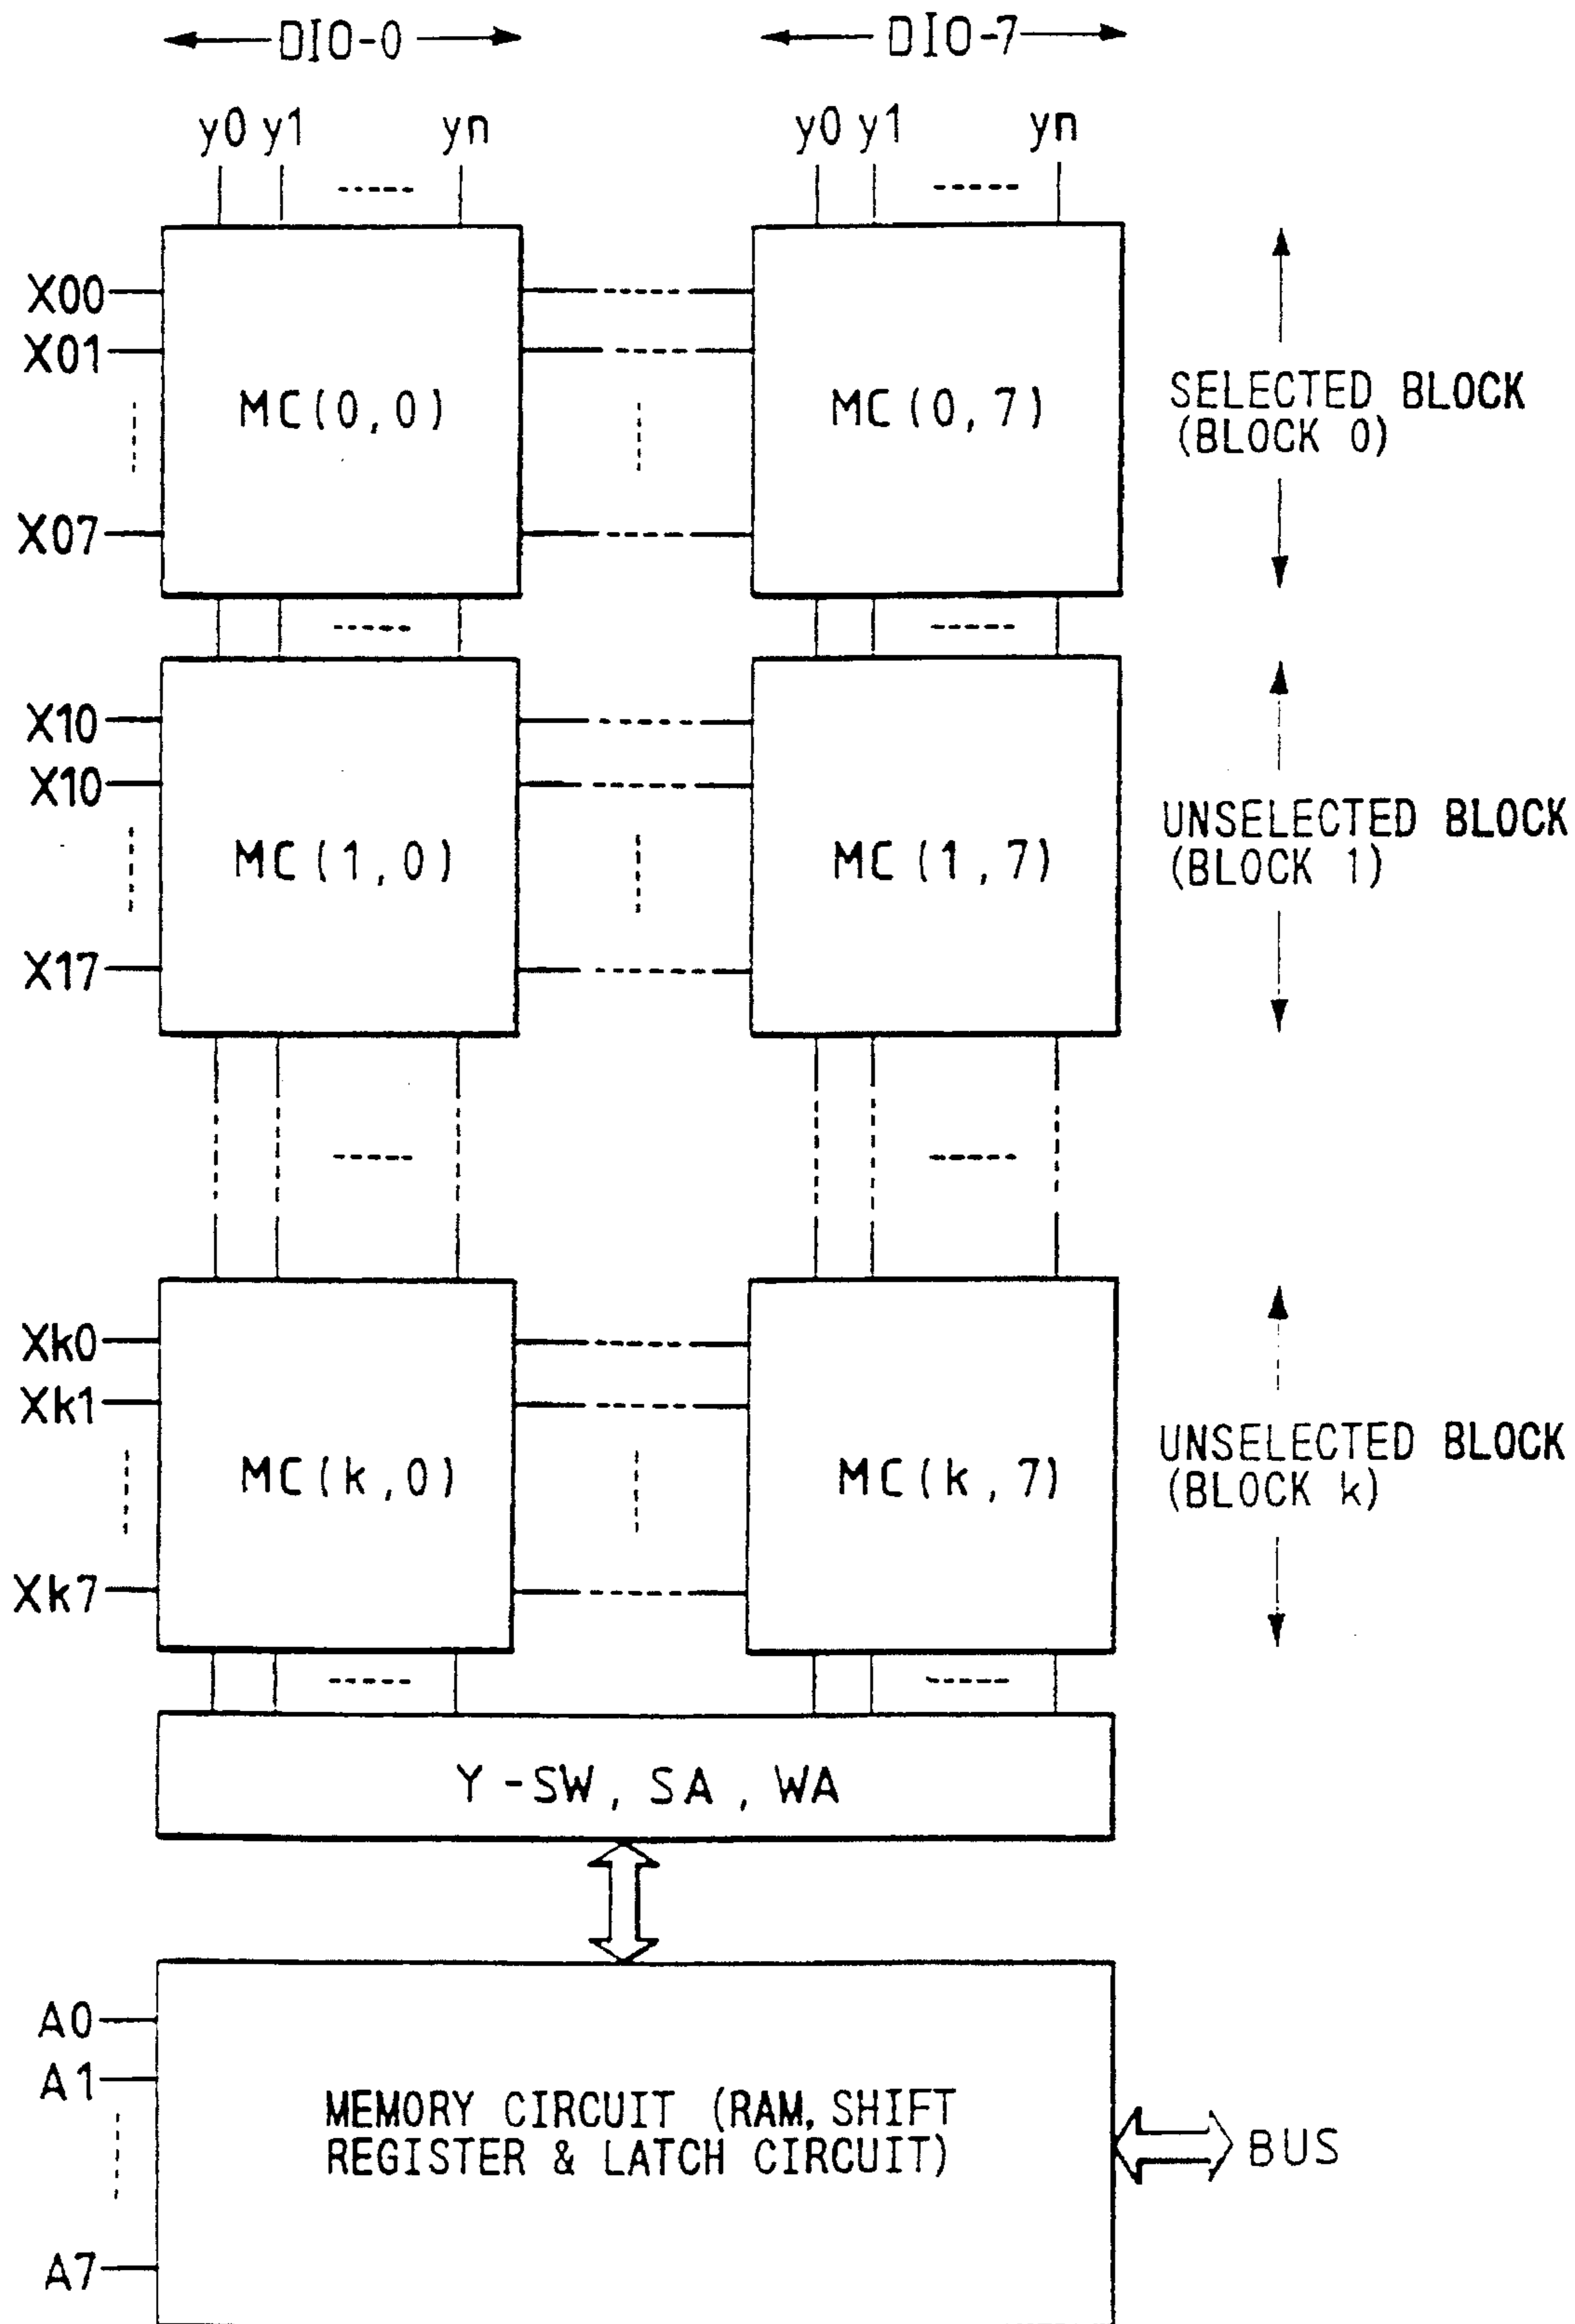 DIO-0 DIO-7
y0 y1 yn y0 y1 yn
X00
X01
MC(0,0) MC(0,7)
SELECTED BLOCK
(BLOCK 0)
X07
X10
X10
MC(1,0) MC(1,7)
UNSELECTED BLOCK
(BLOCK 1)
X17
Xk0
Xk1
MC(k,0) MC(k,7)
UNSELECTED BLOCK
(BLOCK k)
Xk7
Y-SW, SA, WA
A0
A1
MEMORY CIRCUIT (RAM, SHIFT
REGISTER & LATCH CIRCUIT)
BUS
A7